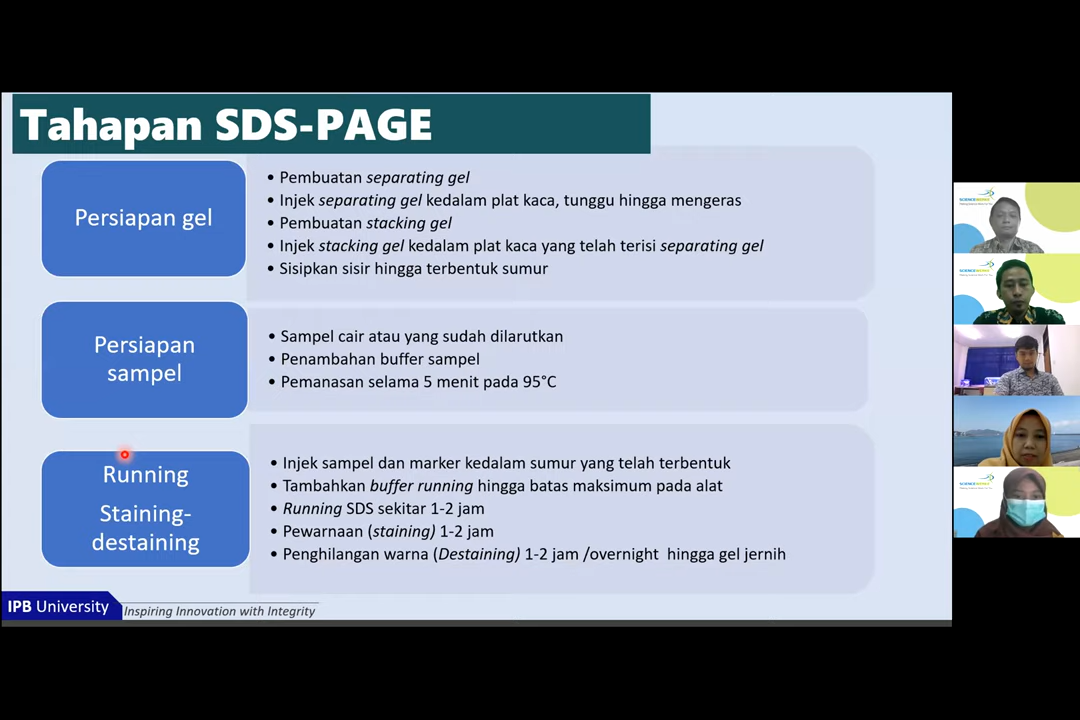 Tahapan SDS-PAGE
Persiapan gel
• Pembuatan separating gel
• Injek separating gel kedalam plat kaca, tunggu hingga mengeras
• Pembuatan stacking gel
• Injek stacking gel kedalam plat kaca yang telah terisi separating gel
• Sisipkan sisir hingga terbentuk sumur
Persiapan
sampel
• Sampel cair atau yang sudah dilarutkan
• Penambahan buffer sampel
• Pemanasan selama 5 menit pada 95°C
Running
Staining-
destaining
• Injek sampel dan marker kedalam sumur yang telah terbentuk
• Tambahkan buffer running hingga batas maksimum pada alat
• Running SDS sekitar 1-2 jam
• Pewarnaan (staining) 1-2 jam
• Penghilangan warna (Destaining) 1-2 jam /overnight hingga gel jernih
IPB University
Inspiring Innovation with Integrity